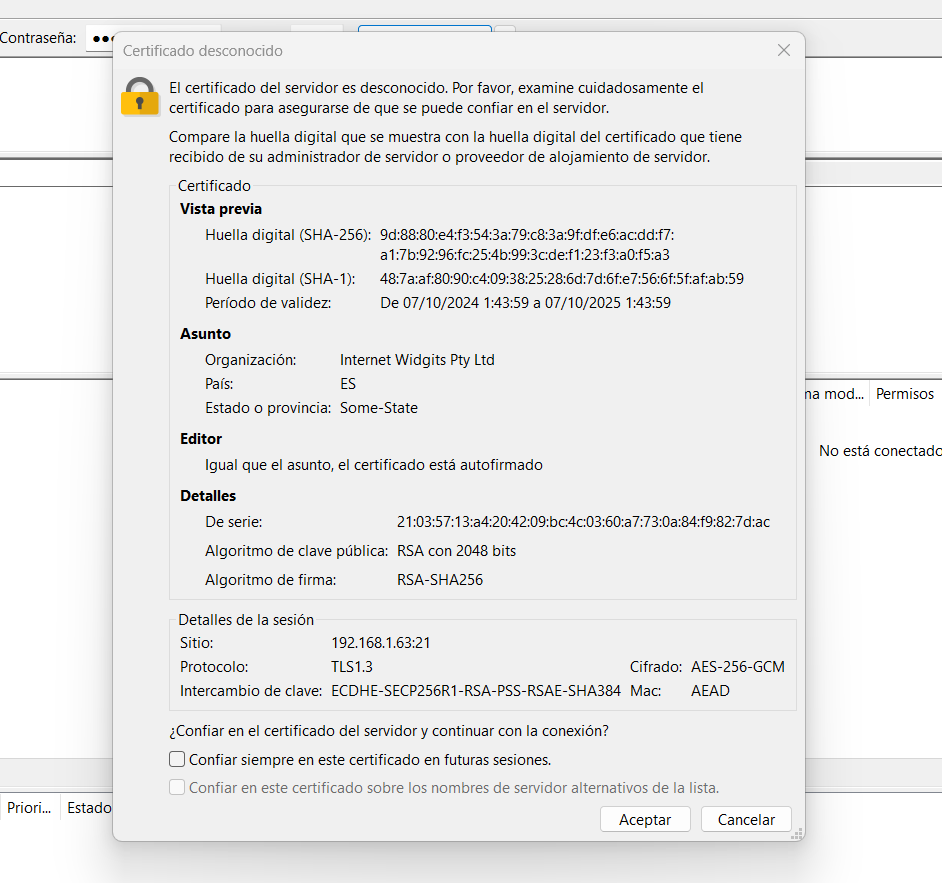 Contraseña:
Certificado desconocido
El certificado del servidor es desconocido. Por favor, examine cuidadosamente el
certificado para asegurarse de que se puede confiar en el servidor.
Compare la huella digital que se muestra con la huella digital del certificado que tiene
recibido de su administrador de servidor o proveedor de alojamiento de servidor.
Certificado
Vista previa
Huella digital (SHA-256): 9d:88:80:e4:f3:54:3a:79:c8:3a:9f:df:e6:ac:dd:f7:
a1:7b:92:96:fc:25:4b:99:3c:de:f1:23:f3:a0:f5:a3
Huella digital (SHA-1): 48:7a:af:80:90:c4:09:38:25:28:6d:7d:6f:e7:56:6f:5f:af:ab:59
Período de validez: De 07/10/2024 1:43:59 a 07/10/2025 1:43:59
Asunto
Organización: Internet Widgits Pty Ltd
País: ES
Estado o provincia: Some-State
Editor
Igual que el asunto, el certificado está autofirmado
Detalles
De serie: 21:03:57:13:a4:20:42:09:bc:4c:03:60:a7:73:0a:84:f9:82:7d:ac
Algoritmo de clave pública: RSA con 2048 bits
Algoritmo de firma: RSA-SHA256
Detalles de la sesión
Sitio: 192.168.1.63:21
Protocolo: TLS1.3 Cifrado: AES-256-GCM
Intercambio de clave: ECDHE-SECP256R1-RSA-PSS-RSAE-SHA384 Mac: AEAD
¿Confiar en el certificado del servidor y continuar con la conexión?
Confiar siempre en este certificado en futuras sesiones.
Confiar en este certificado sobre los nombres de servidor alternativos de la lista.
Aceptar Cancelar
mod... Permisos
No está conectado
Priori... Estado